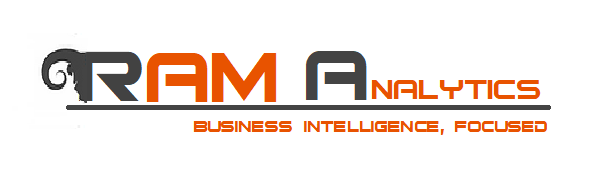 RAM ANALYTICS
BUSINESS INTELLIGENCE, FOCUSED